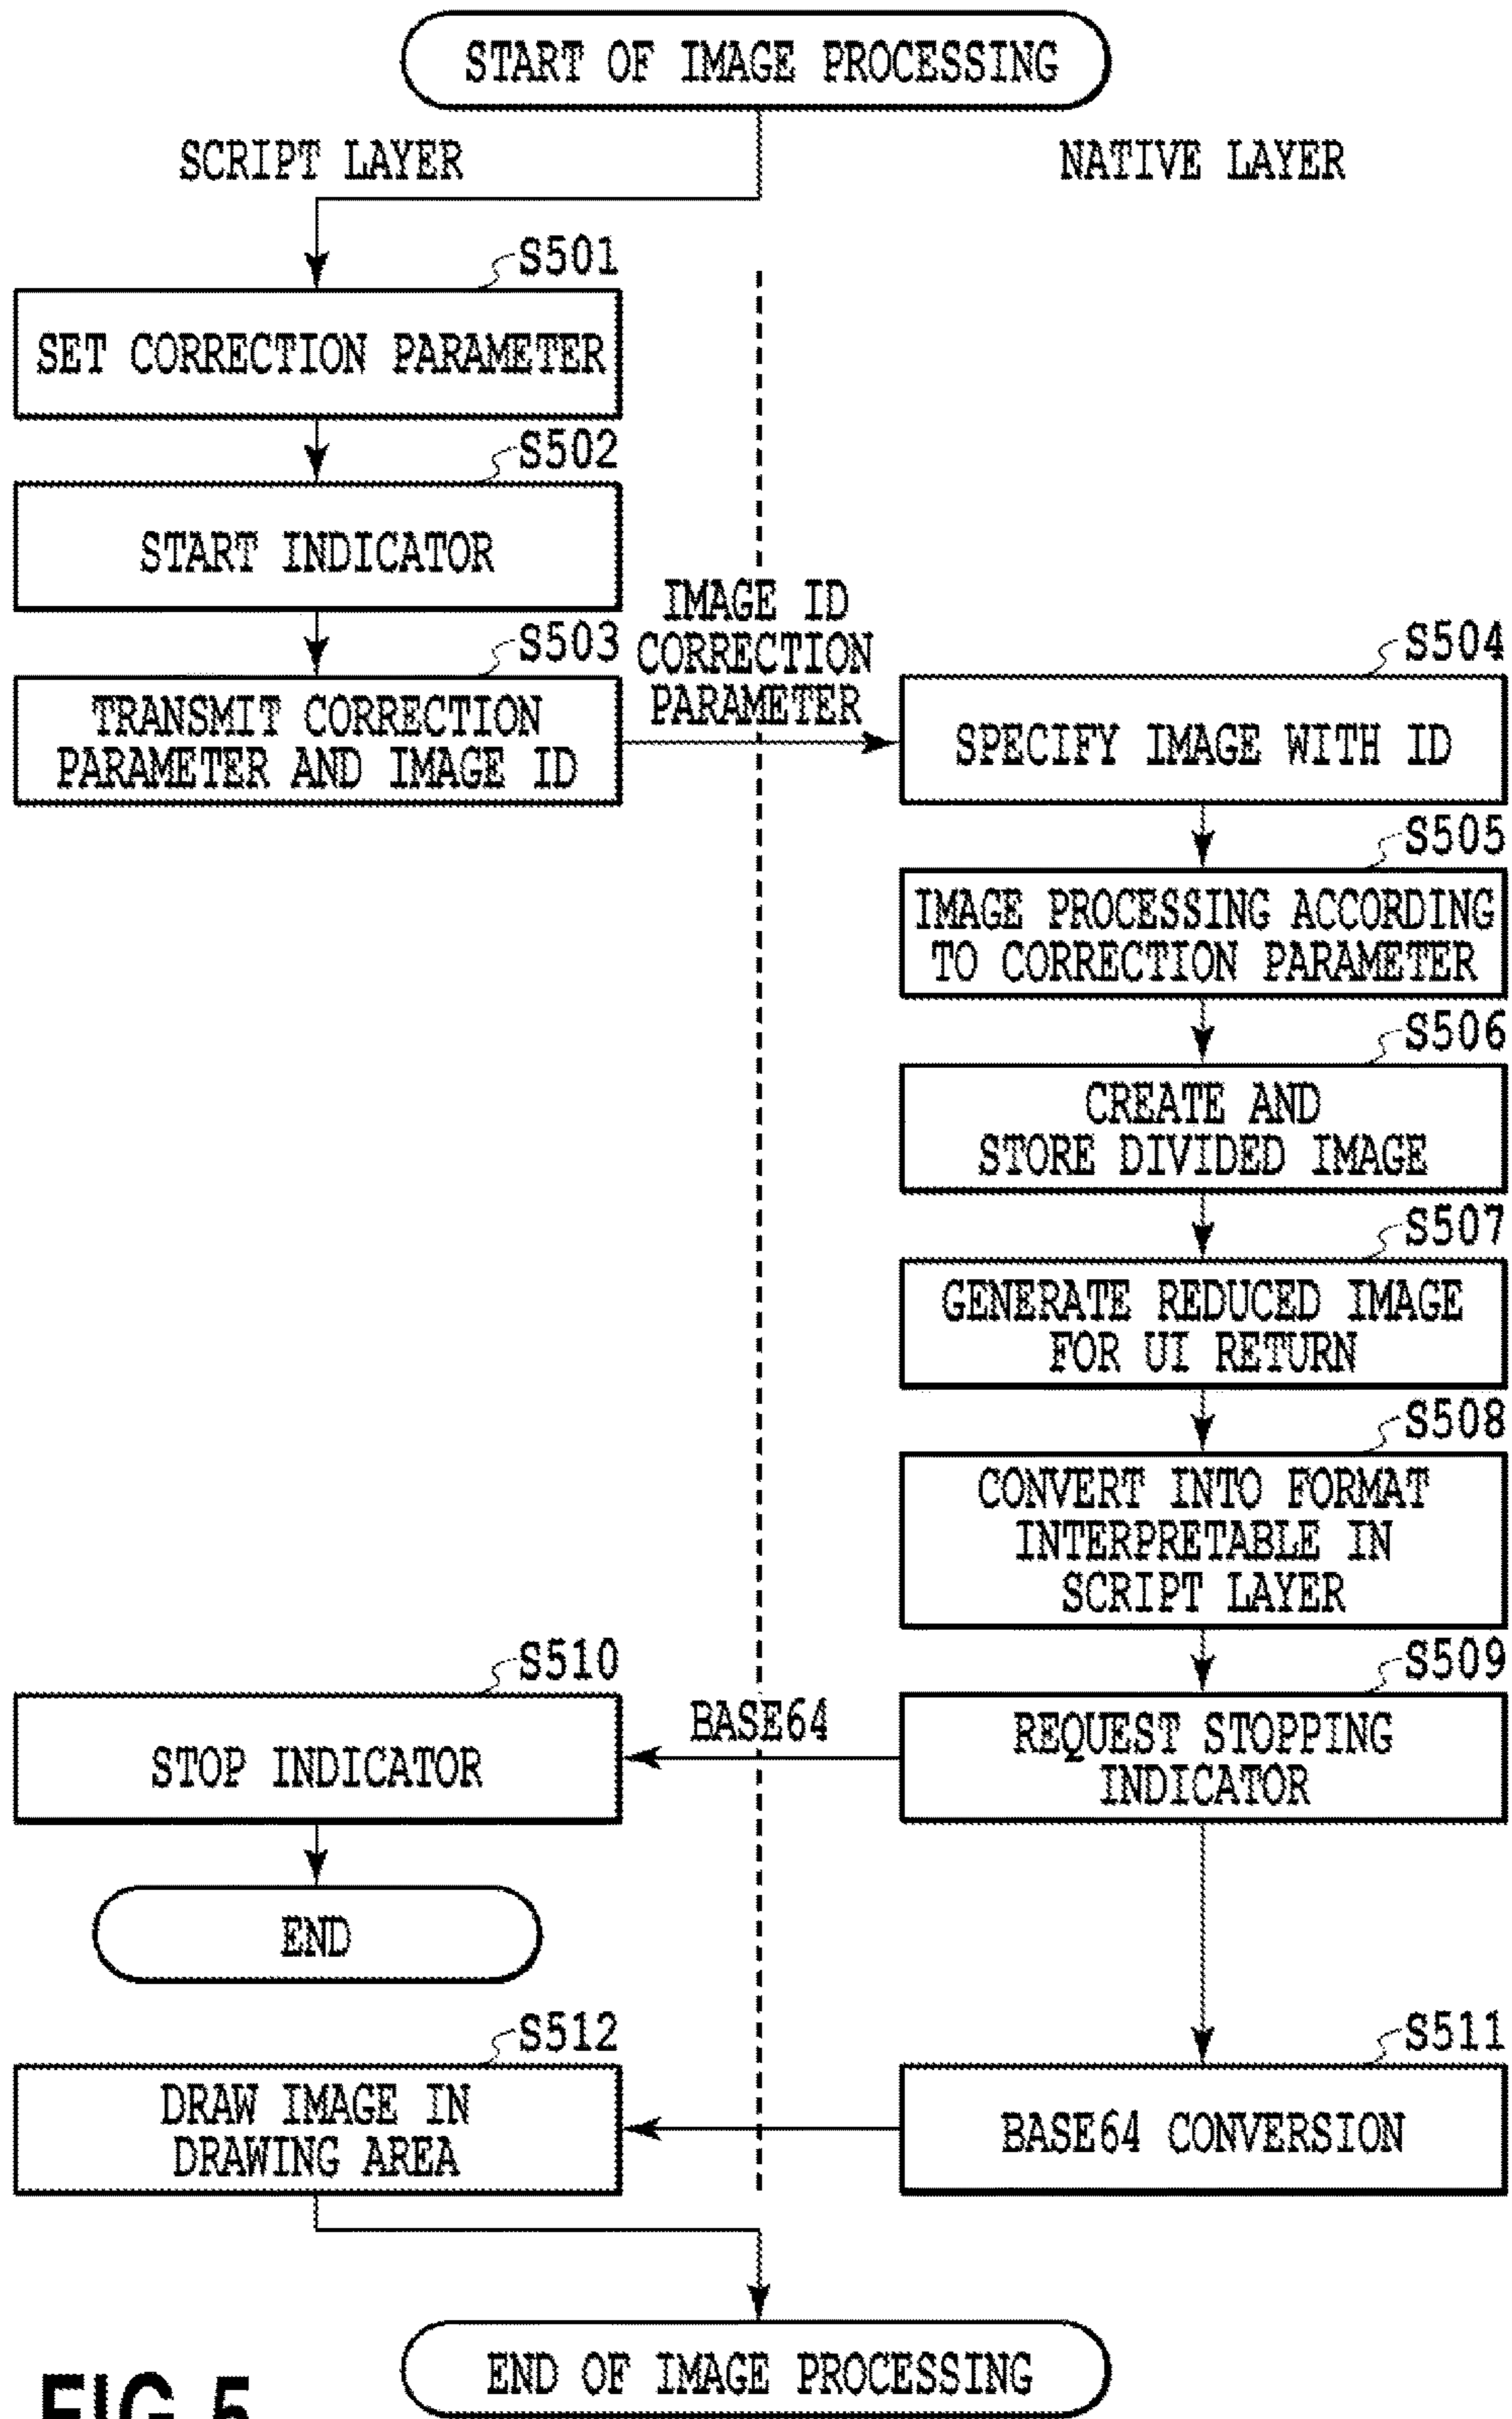 START OF IMAGE PROCESSING
SCRIPT LAYER
NATIVE LAYER
S501
SET CORRECTION PARAMETER
S502
START INDICATOR
S503
TRANSMIT CORRECTION
PARAMETER AND IMAGE ID
IMAGE ID
CORRECTION
PARAMETER
S504
SPECIFY IMAGE WITH ID
S505
IMAGE PROCESSING ACCORDING
TO CORRECTION PARAMETER
S506
CREATE AND
STORE DIVIDED IMAGE
S507
GENERATE REDUCED IMAGE
FOR UI RETURN
S508
CONVERT INTO FORMAT
INTERPRETABLE IN
SCRIPT LAYER
S509
REQUEST STOPPING
INDICATOR
BASE64
S510
STOP INDICATOR
END
S511
BASE64 CONVERSION
S512
DRAW IMAGE IN
DRAWING AREA
END OF IMAGE PROCESSING
FIG.5